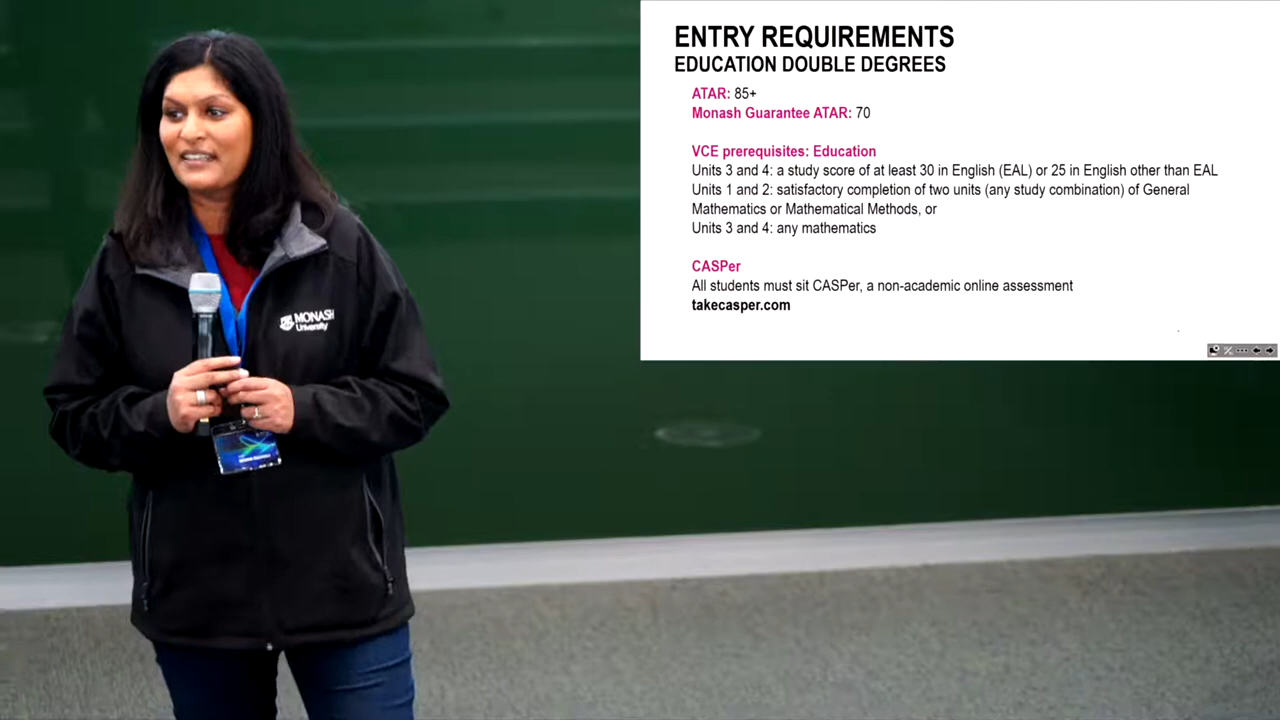 ENTRY REQUIREMENTS
EDUCATION DOUBLE DEGREES
ATAR: 85+
Monash Guarantee ATAR: 70
VCE prerequisites: Education
Units 3 and 4: a study score of at least 30 in English (EAL) or 25 in English other than EAL
Units 1 and 2: satisfactory completion of two units (any study combination) of General
Mathematics or Mathematical Methods, or
Units 3 and 4: any mathematics
CASPer
All students must sit CASPer, a non-academic online assessment
takecasper.com
MONASH
University